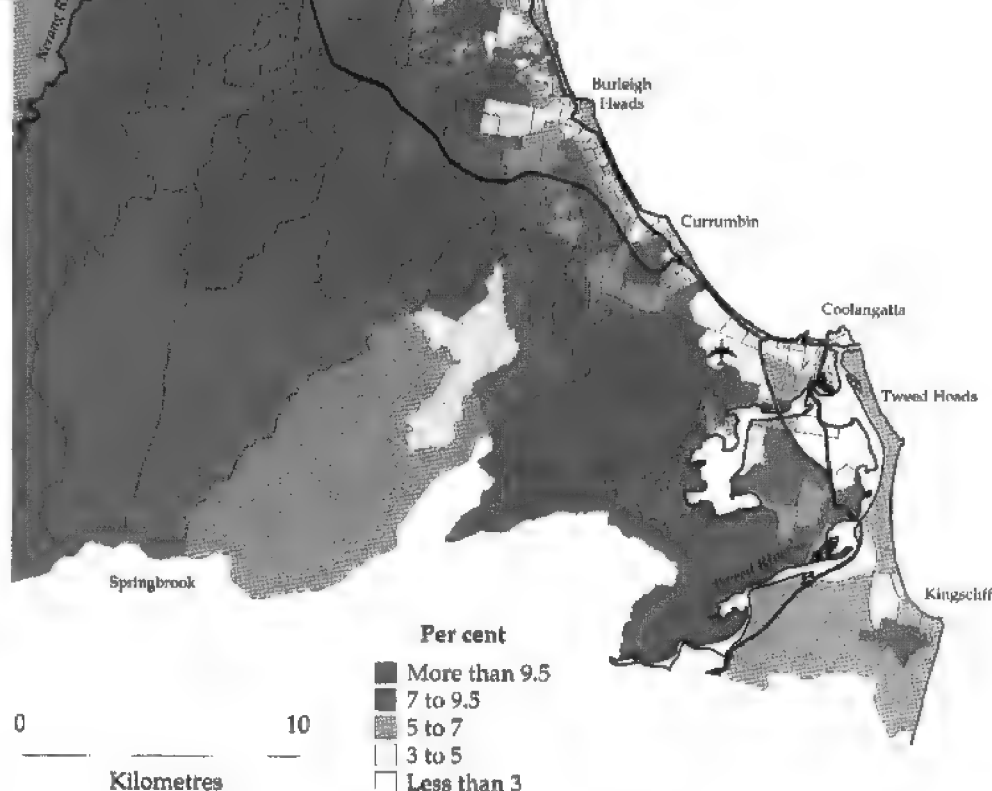 Nerang R
Burleigh
Heads
Currumbin
Coolangatta
Tweed Heads
Tweed River
Springbrook
Kingscliff
Per cent
More than 9.5
7 to 9.5
5 to 7
3 to 5
Less than 3
0 10
Kilometres